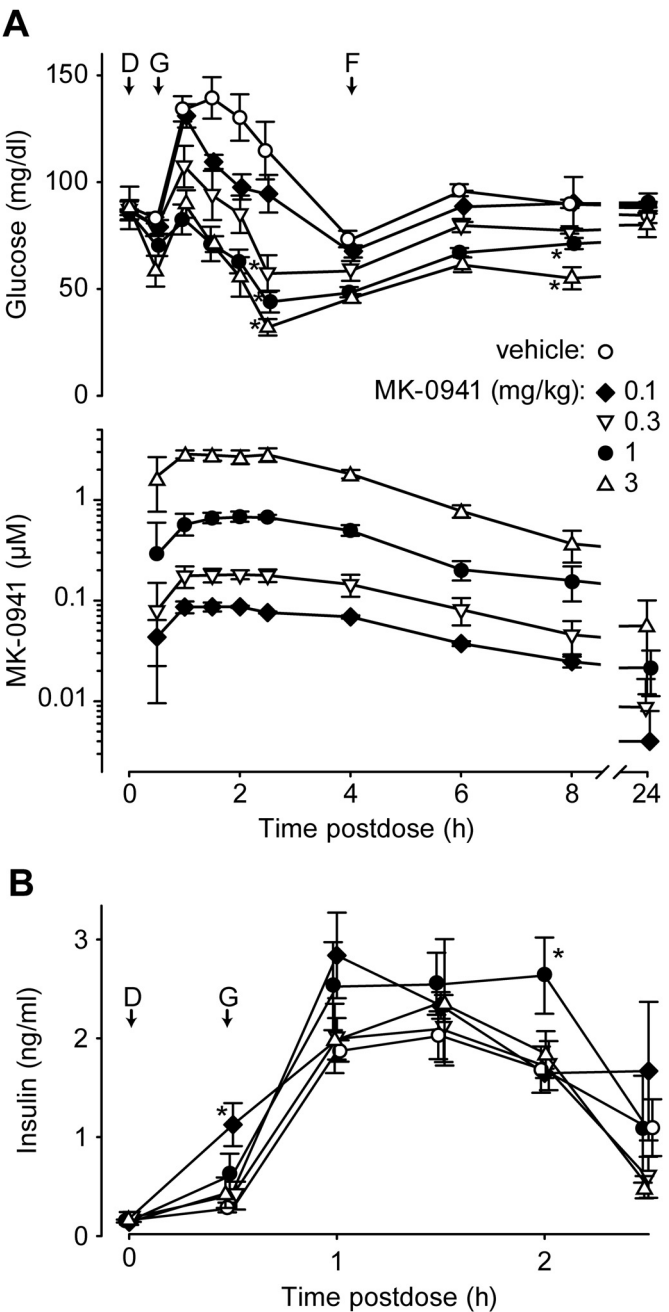 A
D G F
150
100
50
0
Glucose (mg/dl)
*
*
*
*
*
vehicle:
MK-0941 (mg/kg):
0.1
0.3
1
3
1
0.1
0.01
MK-0941 (µM)
0 2 4 6 8 24
Time postdose (h)
B
D G
3
2
1
0
Insulin (ng/ml)
*
*
0 1 2
Time postdose (h)